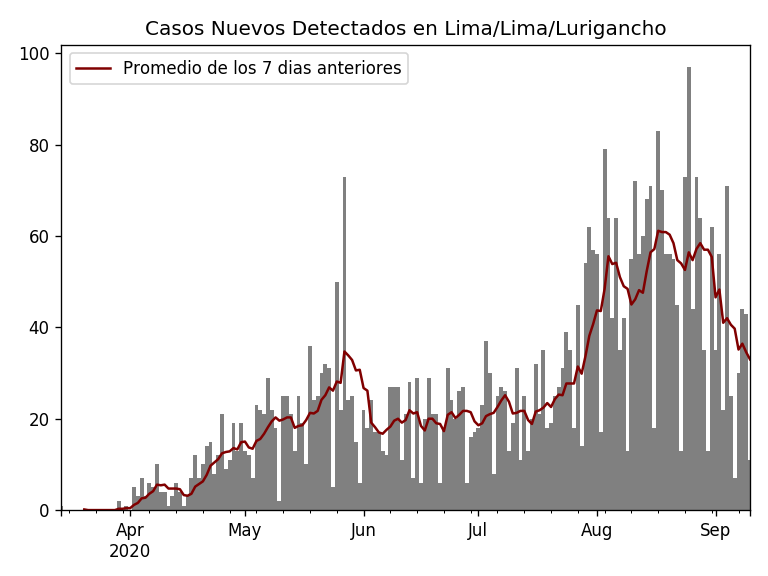 Casos Nuevos Detectados en Lima/Lima/Lurigancho
Promedio de los 7 dias anteriores
100
80
60
40
20
0
Apr
2020
May
Jun
Jul
Aug
Sep